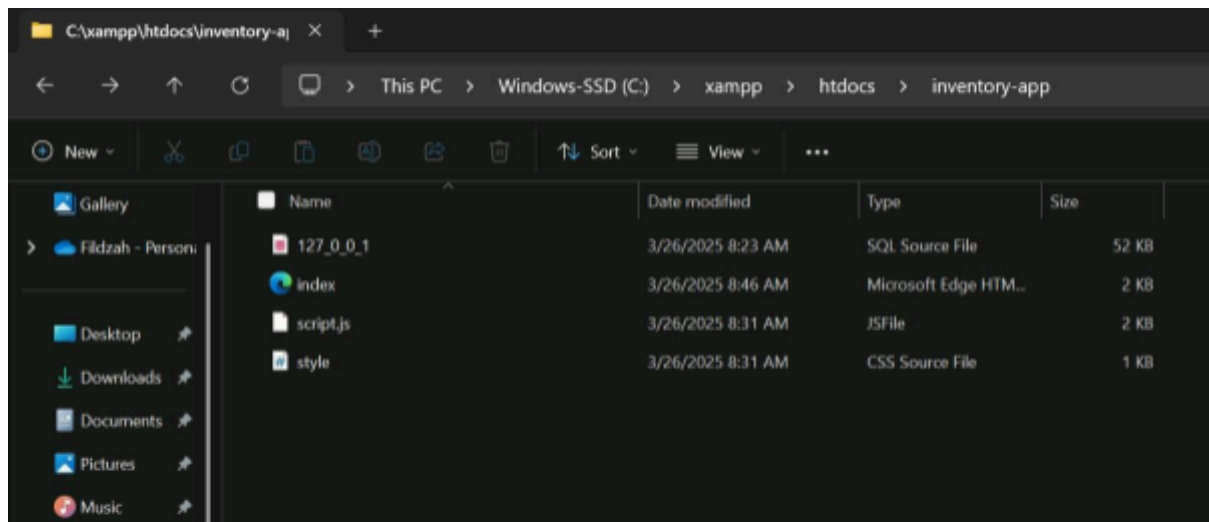 C:\xampp\htdocs\inventory-a
This PC > Windows-SSD (C:) > xampp > htdocs > inventory-app
New Sort View
Name Date modified Type Size
Gallery
Fildzah - Persona
127_0_0_1 3/26/2025 8:23 AM SQL Source File 52 KB
index 3/26/2025 8:46 AM Microsoft Edge HTM... 2 KB
script.js 3/26/2025 8:31 AM JSFile 2 KB
style 3/26/2025 8:31 AM CSS Source File 1 KB
Desktop
Downloads
Documents
Pictures
Music